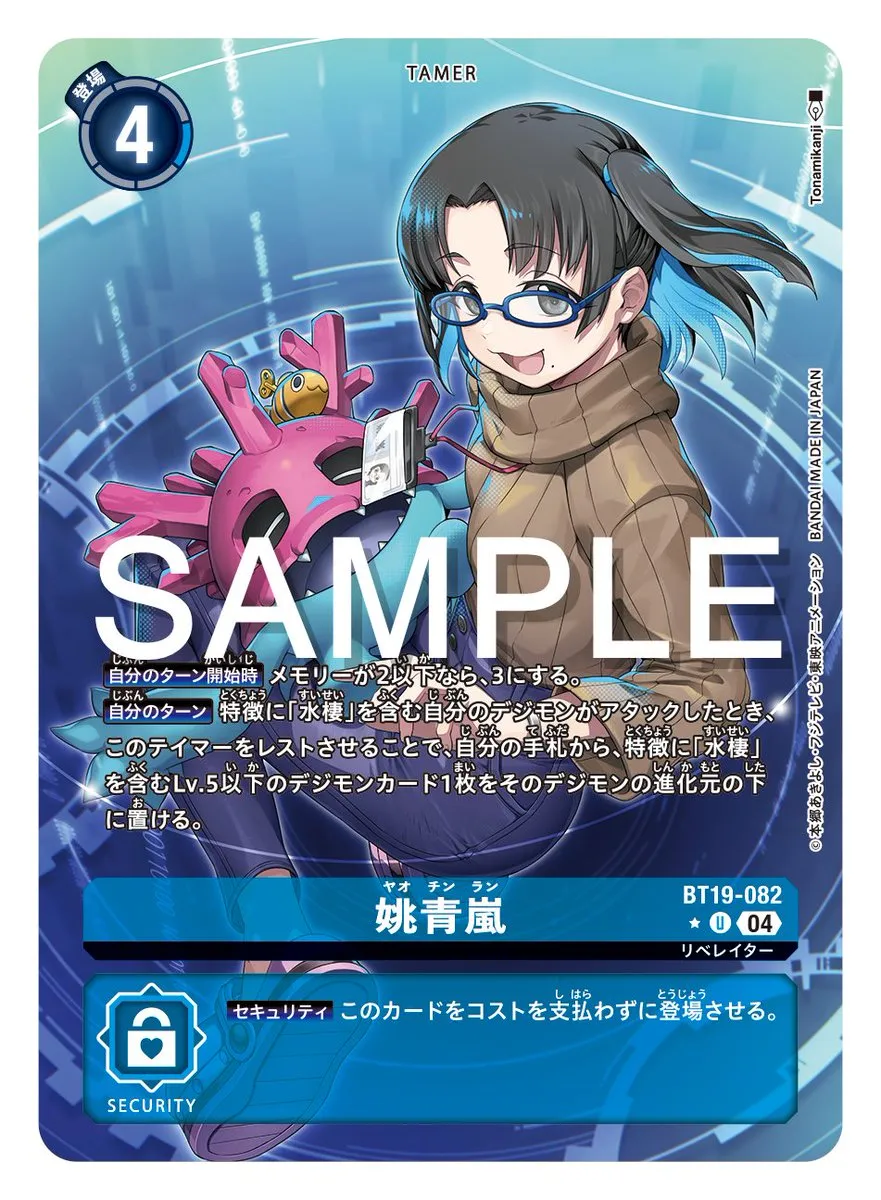 TAMER
登場
4
Tonamikanji
SAMPLE
自分のターン開始時 メモリーが2以下なら、3にする。
自分のターン 特徴に「水棲」を含む自分のデジモンがアタックしたとき、
このテイマーをレストさせることで、自分の手札から、特徴に「水棲」
を含むLv.5以下のデジモンカード1枚をそのデジモンの進化元の下
に置ける。
©本郷あきよし・フジテレビ・東映アニメーション BANDAI MADE IN JAPAN
ヤオ チン ラン
姚青嵐
BT19-082
U 04
リベレイター
セキュリティ このカードをコストを支払わずに登場させる。
SECURITY